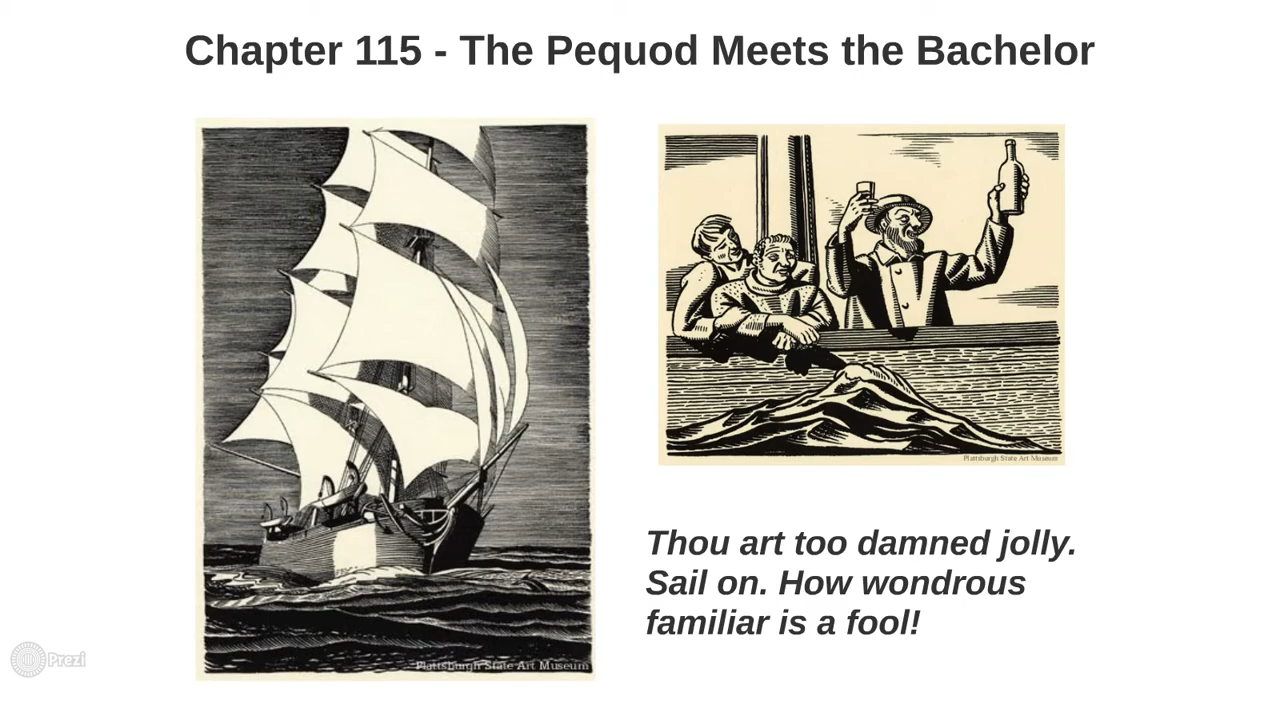 Chapter 115 - The Pequod Meets the Bachelor
Plattsburgh State Art Museum
Plattsburgh State Art Museum
Thou art too damned jolly.
Sail on. How wondrous
familiar is a fool!
Prezi